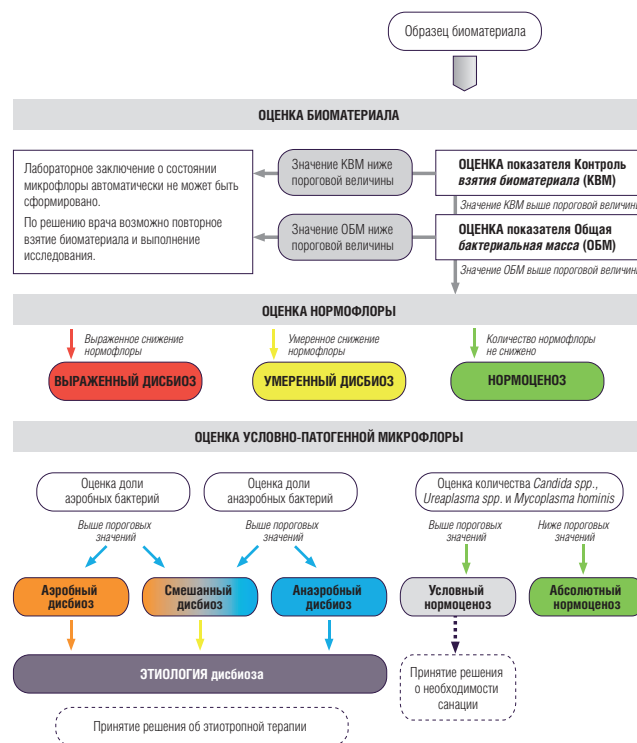 Образец биоматериала
ОЦЕНКА БИОМАТЕРИАЛА
Лабораторное заключение о состоянии
микрофлоры автоматически не может быть
сформировано.
По решению врача возможно повторное
взятие биоматериала и выполнение
исследования.
Значение КВМ ниже
пороговой величины
ОЦЕНКА показателя Контроль
взятия биоматериала (КВМ)
Значение КВМ выше пороговой величины
Значение ОБМ ниже
пороговой величины
ОЦЕНКА показателя Общая
бактериальная масса (ОБМ)
Значение ОБМ выше пороговой величины
ОЦЕНКА НОРМОФЛОРЫ
Выраженное снижение
нормофлоры
Умеренное снижение
нормофлоры
Количество нормофлоры
не снижено
ВЫРАЖЕННЫЙ ДИСБИОЗ
УМЕРЕННЫЙ ДИСБИОЗ
НОРМОЦЕНОЗ
ОЦЕНКА УСЛОВНО-ПАТОГЕННОЙ МИКРОФЛОРЫ
Оценка доли
аэробных бактерий
Оценка доли
анаэробных бактерий
Оценка количества Candida spp.,
Ureaplasma spp. и Mycoplasma hominis
Выше пороговых
значений
Выше пороговых
значений
Выше пороговых
значений
Ниже пороговых
значений
Аэробный
дисбиоз
Смешанный
дисбиоз
Анаэробный
дисбиоз
Условный
нормоценоз
Абсолютный
нормоценоз
ЭТИОЛОГИЯ дисбиоза
Принятие решения
о необходимости
санации
Принятие решения об этиотропной терапии